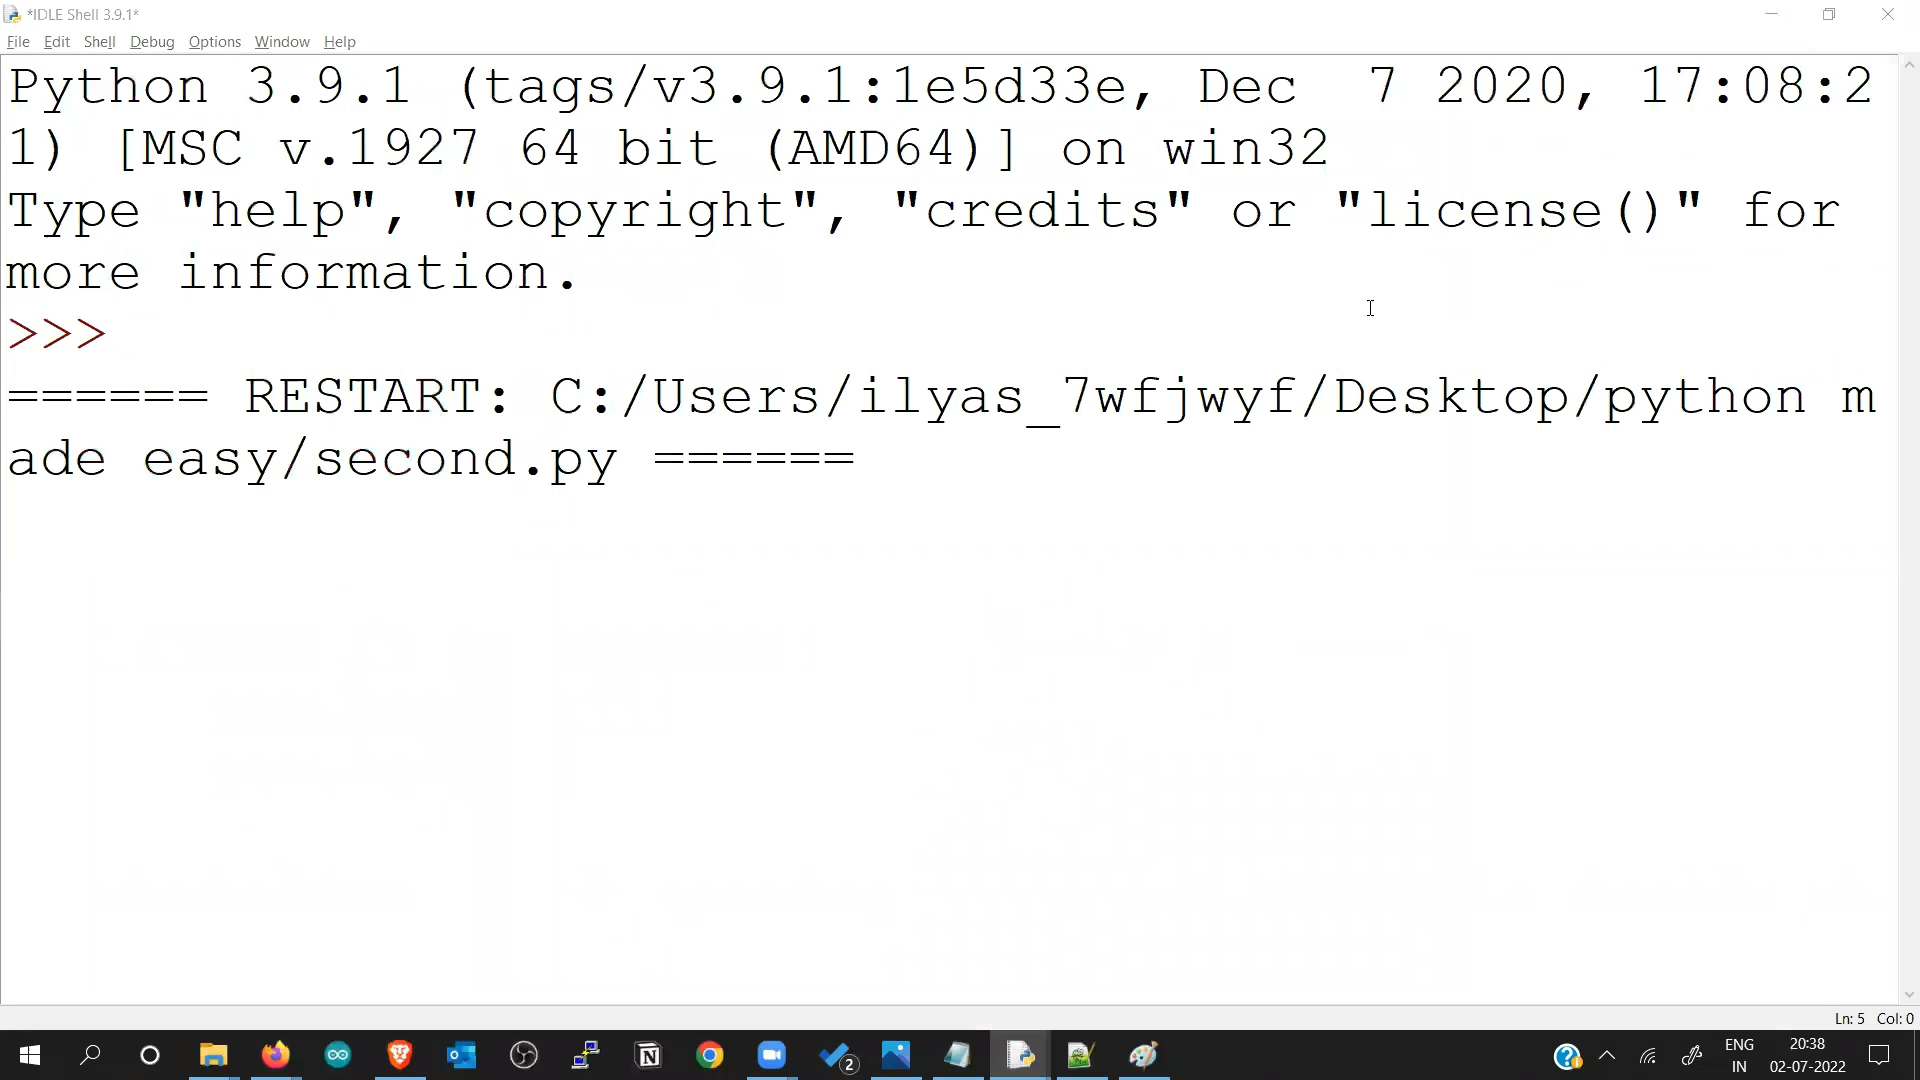 *IDLE Shell 3.9.1*
File Edit Shell Debug Options Window Help
Python 3.9.1 (tags/v3.9.1:1e5d33e, Dec  7 2020, 17:08:2
1) [MSC v.1927 64 bit (AMD64)] on win32
Type "help", "copyright", "credits" or "license()" for
more information.
>>>
====== RESTART: C:/Users/ilyas_7wfjwyf/Desktop/python m
ade easy/second.py ======
Ln: 5 Col: 0
2
ENG
IN
20:38
02-07-2022